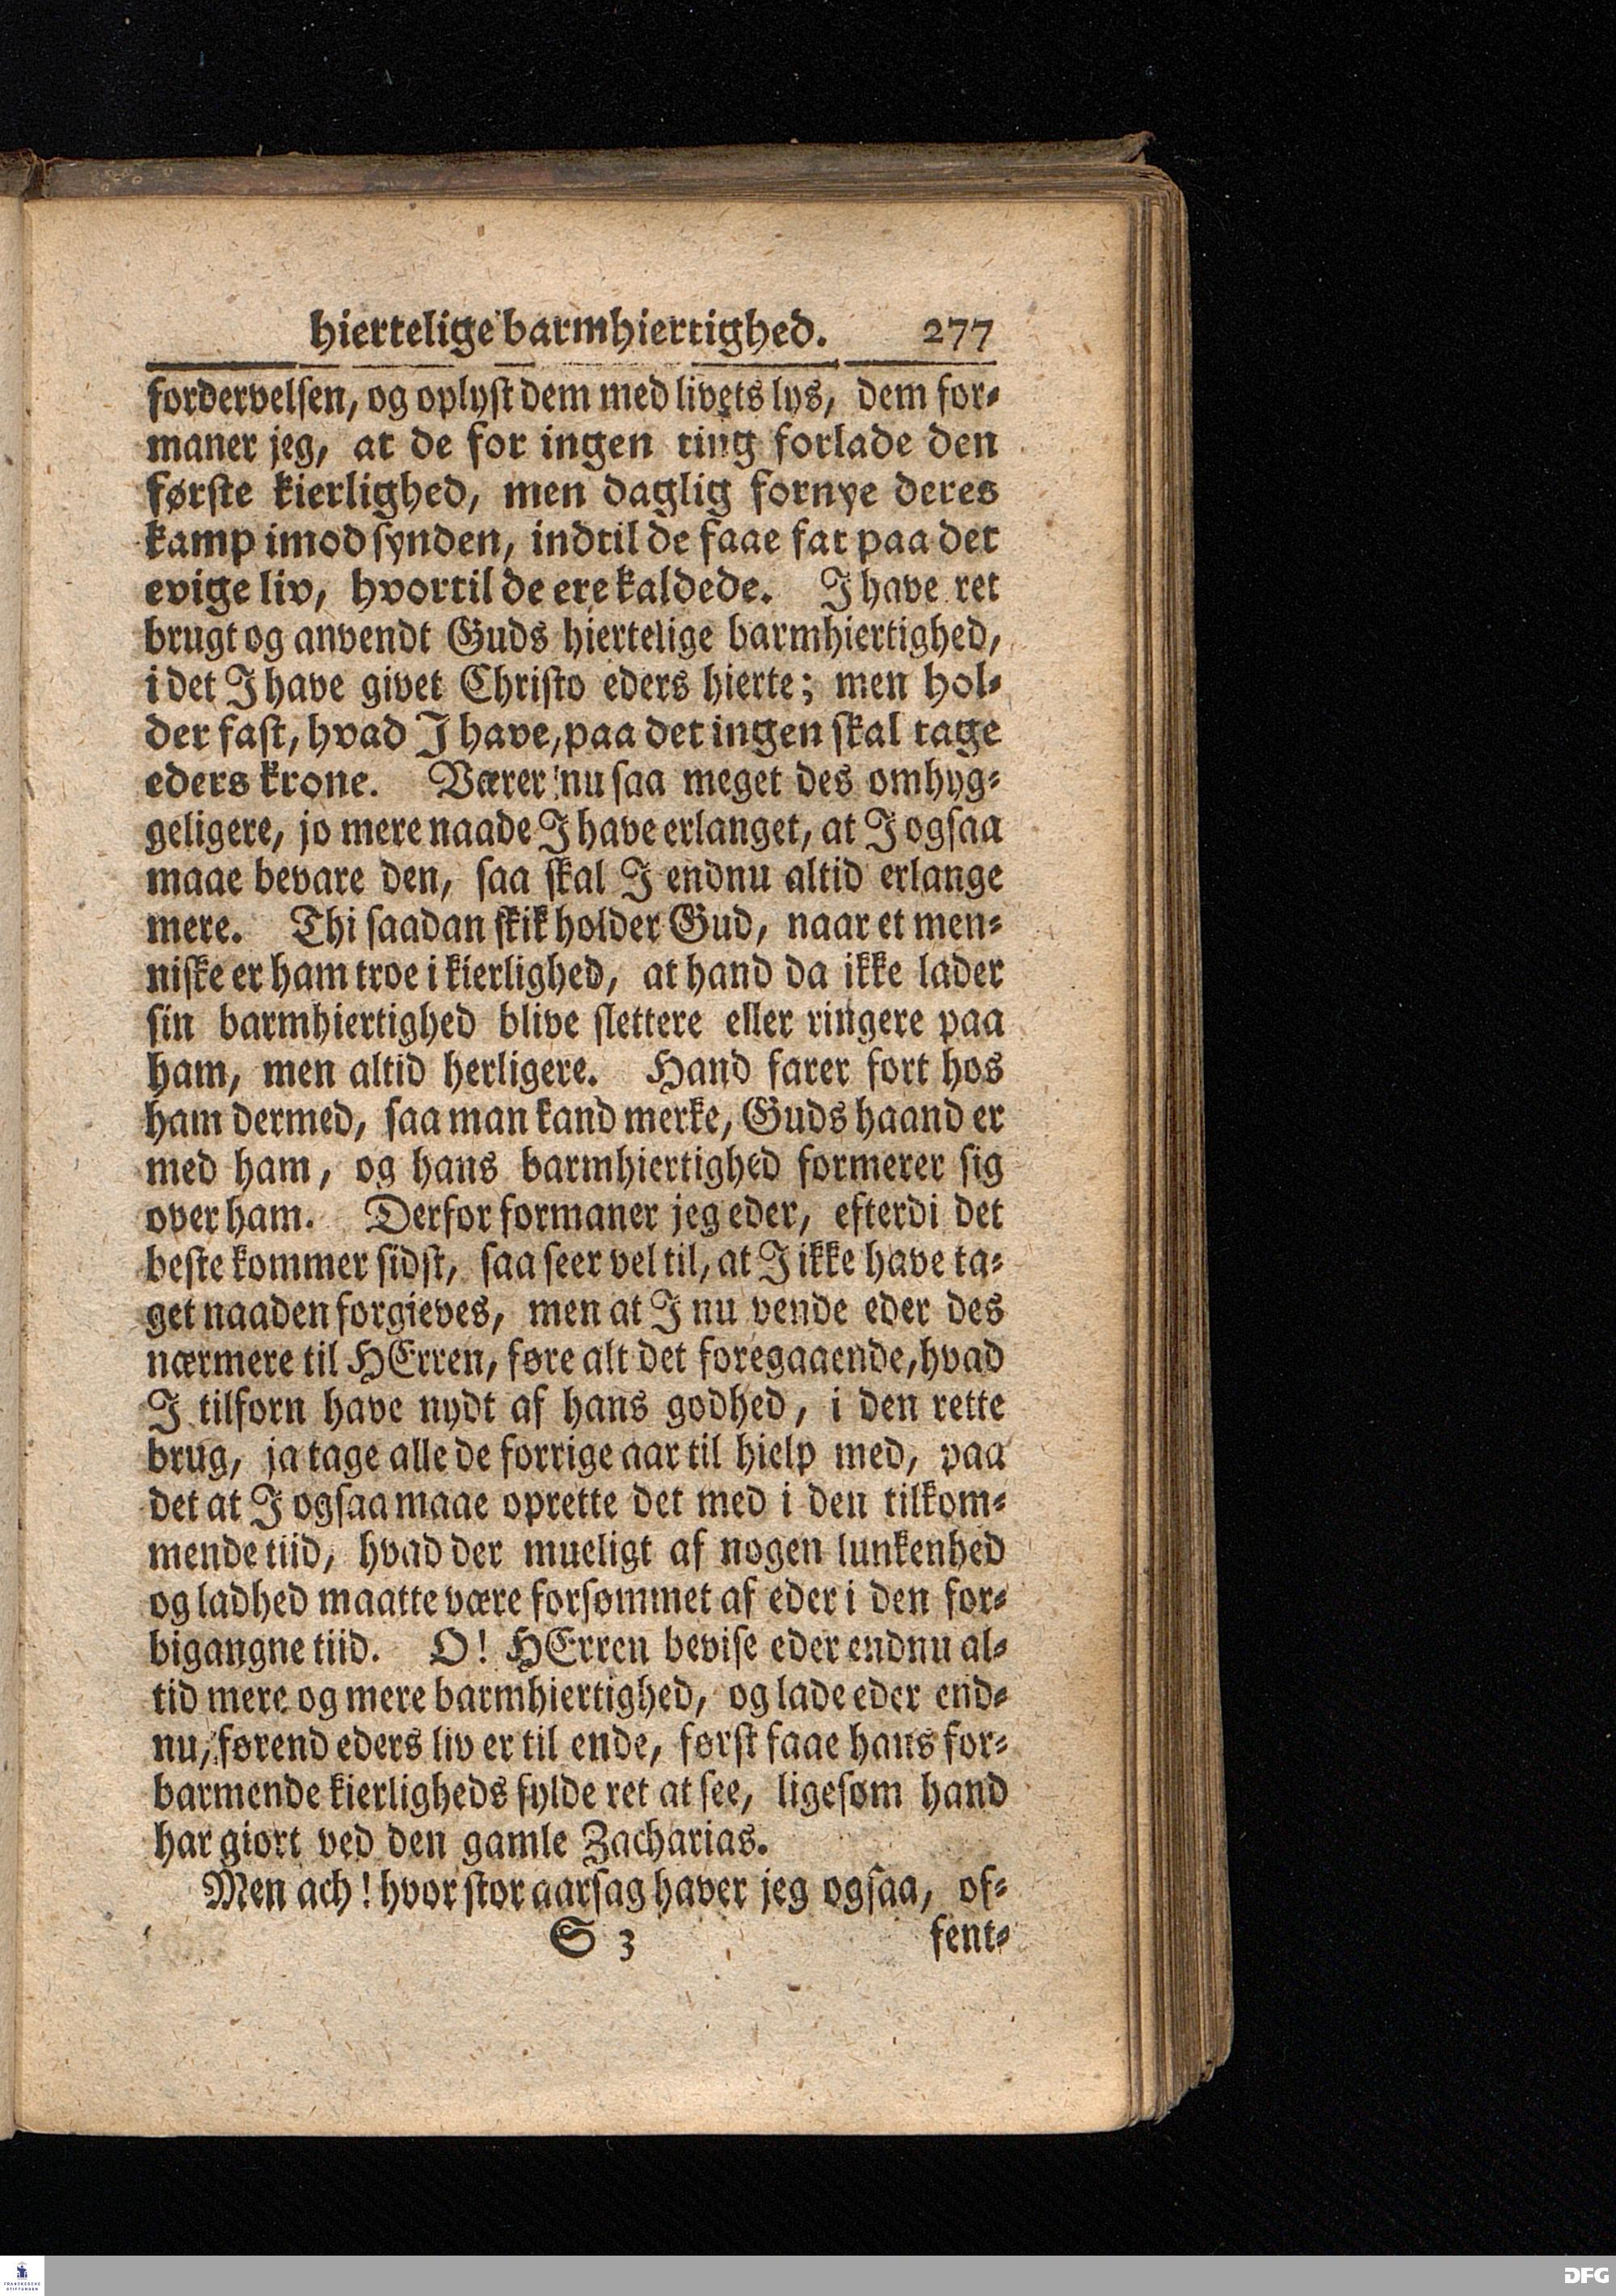 hiertelige barmhiertighed. 277
fordervelsen, og oplyst dem med livets lys, dem for-
maner jeg, at de for ingen ting forlade den
første kierlighed, men daglig fornye deres
kamp imod synden, indtil de faae fat paa det
evige liv, hvortil de ere kaldede. I have ret
brugt og anvendt Guds hiertelige barmhiertighed,
i det I have givet Christo eders hierte; men hol-
der fast, hvad I have, paa det ingen skal tage
eders krone. Værer nu saa meget des omhyg-
geligere, jo mere naade I have erlanget, at I ogsaa
maae bevare den, saa skal I endnu altid erlange
mere. Thi saadan skik holder Gud, naar et men-
niske er ham troe i kierlighed, at hand da ikke lader
sin barmhiertighed blive slettere eller ringere paa
ham, men altid herligere. Hand farer fort hos
ham dermed, saa man kand merke, Guds haand er
med ham, og hans barmhiertighed formerer sig
over ham. Derfor formaner jeg eder, efterdi det
beste kommer sidst, saa seer vel til, at I ikke have ta-
get naaden forgieves, men at I nu vende eder des
nærmere til HErren, føre alt det foregaaende, hvad
I tilforn have nydt af hans godhed, i den rette
brug, ja tage alle de forrige aar til hielp med, paa
det at I ogsaa maae oprette det med i den tilkom-
mende tiid, hvad der mueligt af nogen lunkenhed
og ladhed maatte være forsømmet af eder i den for-
bigangne tiid. O! HErren bevise eder endnu al-
tid mere og mere barmhiertighed, og lade eder end-
nu, førend eders liv er til ende, først faae hans for-
barmende kierligheds fylde ret at see, ligesom hand
har giort ved den gamle Zacharias.
Men ach! hvor stor aarsag haver jeg ogsaa, of-
S 3 fent-
FRANCKESCHE
STIFTUNGEN
DFG